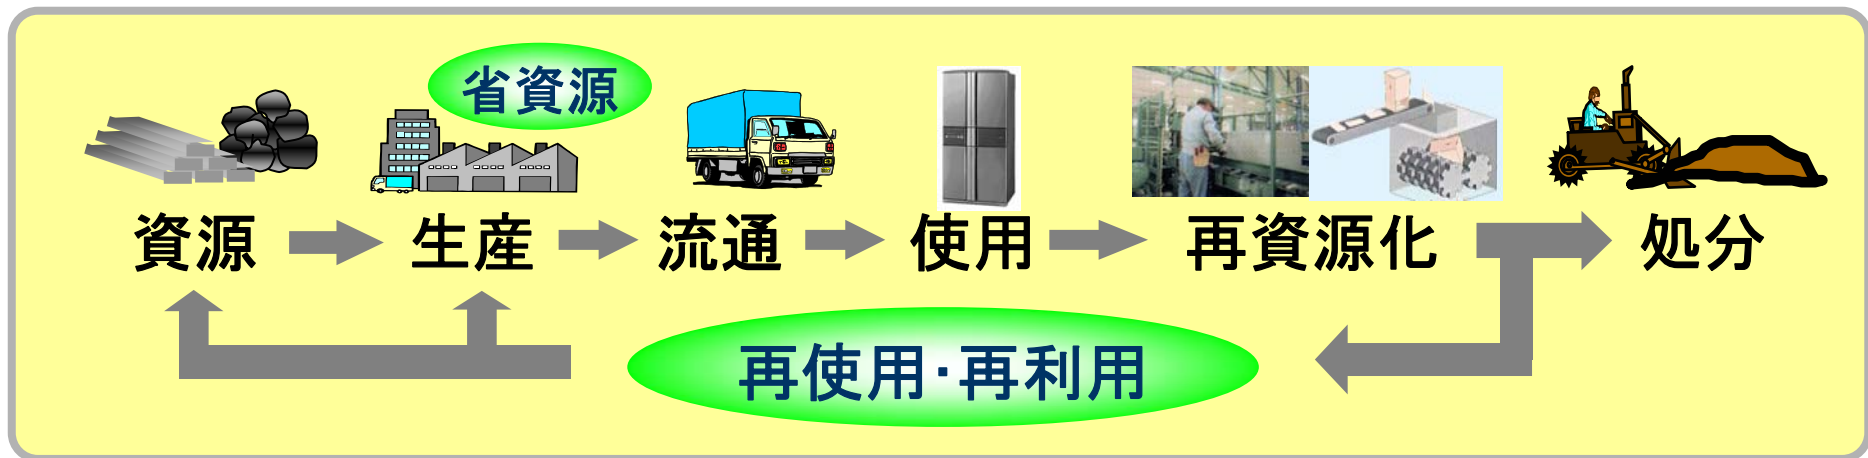 省資源
資源
生産
流通
使用
再資源化
処分
再使用・再利用